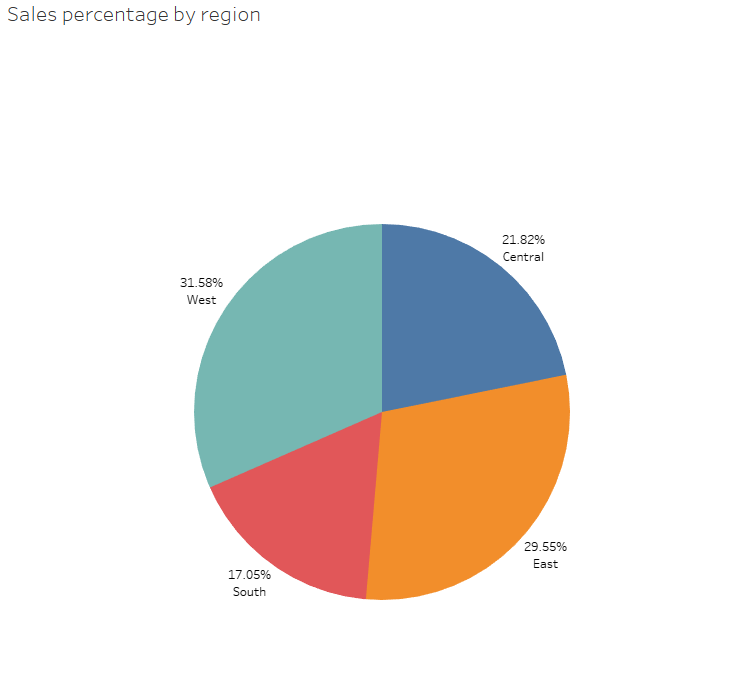 Sales percentage by region
21.82%
Central
31.58%
West
29.55%
East
17.05%
South